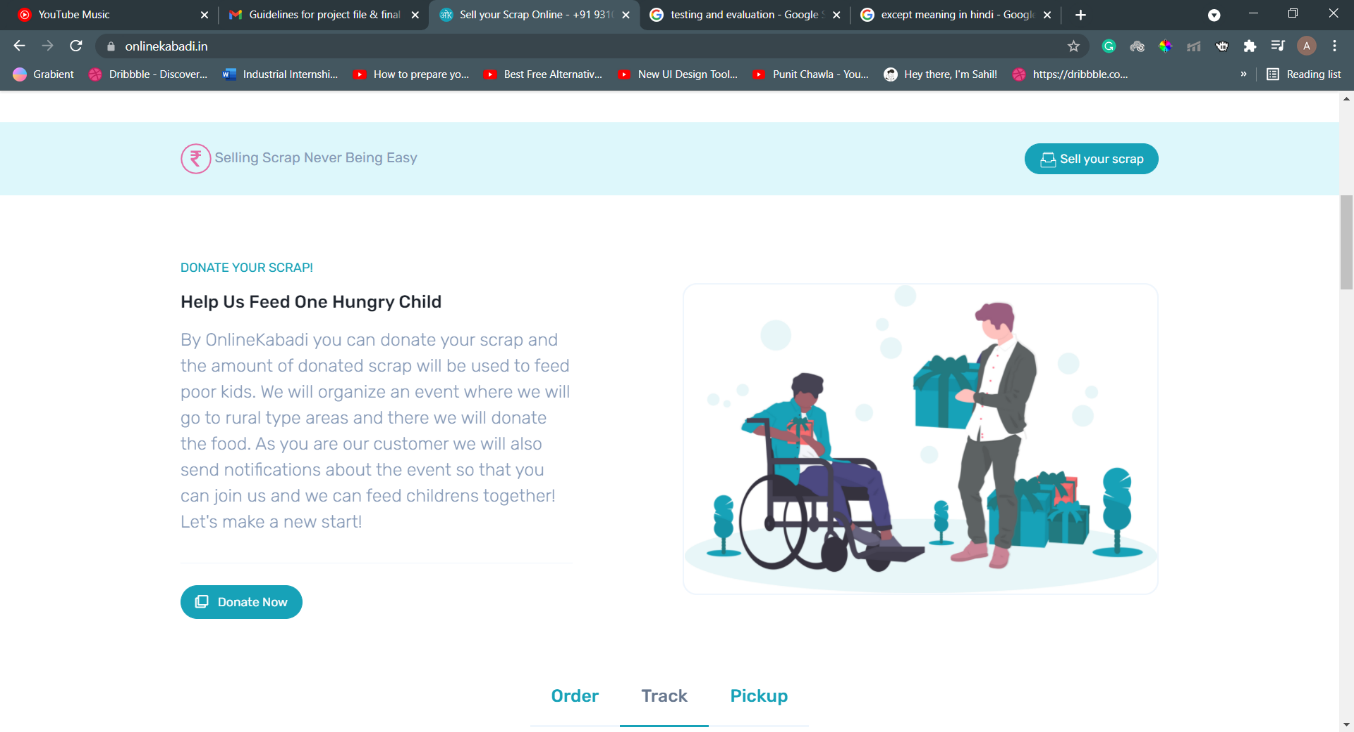 YouTube Music
Guidelines for project file & final
Sell your Scrap Online - +91 931
testing and evaluation - Google
except meaning in hindi - Goog
onlinekabadi.in
A
Grabient
Dribbble - Discover...
Industrial Internshi...
How to prepare yo...
Best Free Alternativ...
New UI Design Tool...
Punit Chawla - You...
Hey there, I'm Sahil!
https://dribbble.co...
»
Reading list
₹ Selling Scrap Never Being Easy
Sell your scrap
DONATE YOUR SCRAP!
Help Us Feed One Hungry Child
By OnlineKabadi you can donate your scrap and
the amount of donated scrap will be used to feed
poor kids. We will organize an event where we will
go to rural type areas and there we will donate
the food. As you are our customer we will also
send notifications about the event so that you
can join us and we can feed childrens together!
Let's make a new start!
Donate Now
Order
Track
Pickup